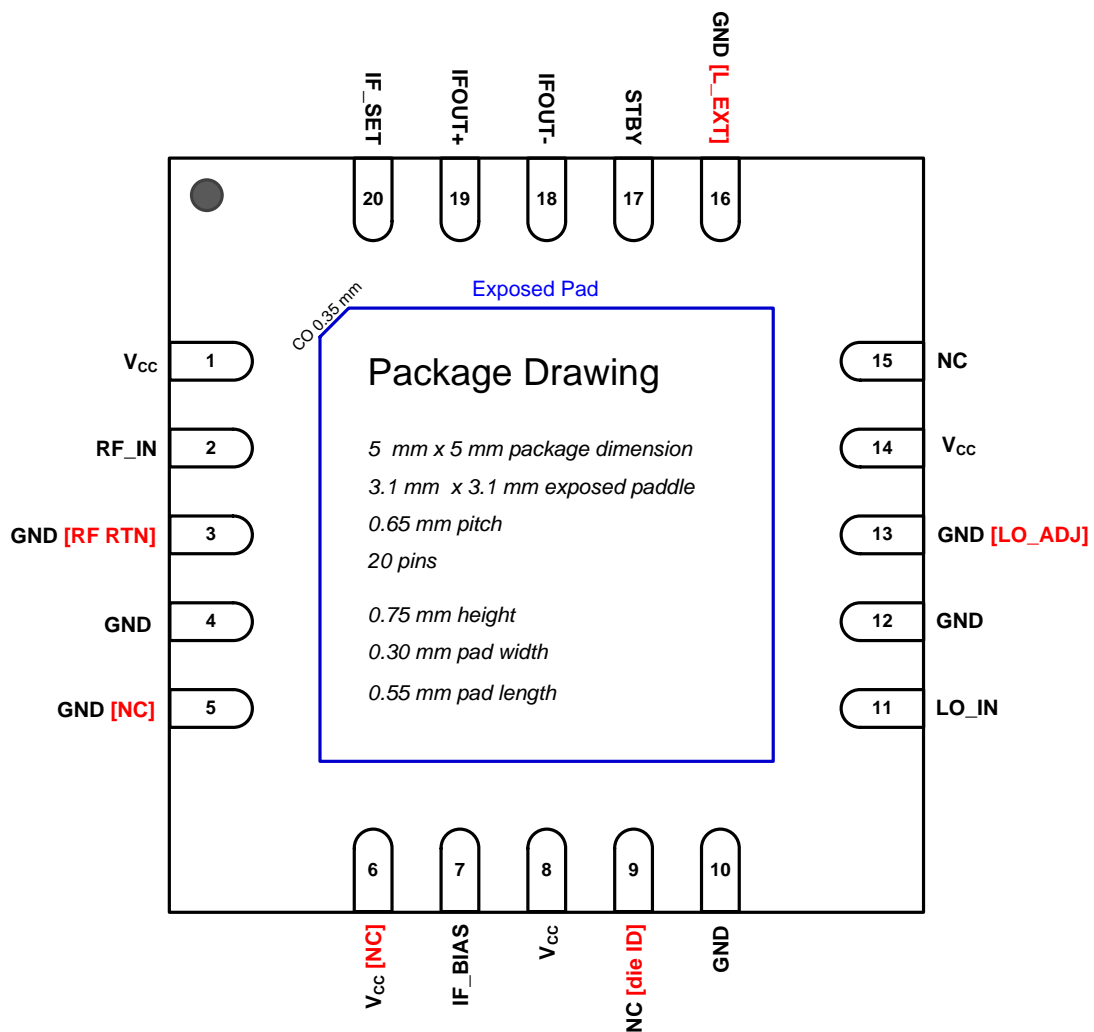 GND [L_EXT]
IF_SET
IFOUT+
IFOUT-
STBY
20
19
18
17
16
Exposed Pad
CO 0.35 mm
VCC
1
RF_IN
2
GND [RF RTN]
3
GND
4
GND [NC]
5
Package Drawing
5 mm x 5 mm package dimension
3.1 mm x 3.1 mm exposed paddle
0.65 mm pitch
20 pins
0.75 mm height
0.30 mm pad width
0.55 mm pad length
15
NC
14
VCC
13
GND [LO_ADJ]
12
GND
11
LO_IN
6
7
8
9
10
VCC [NC]
IF_BIAS
VCC
NC [die ID]
GND